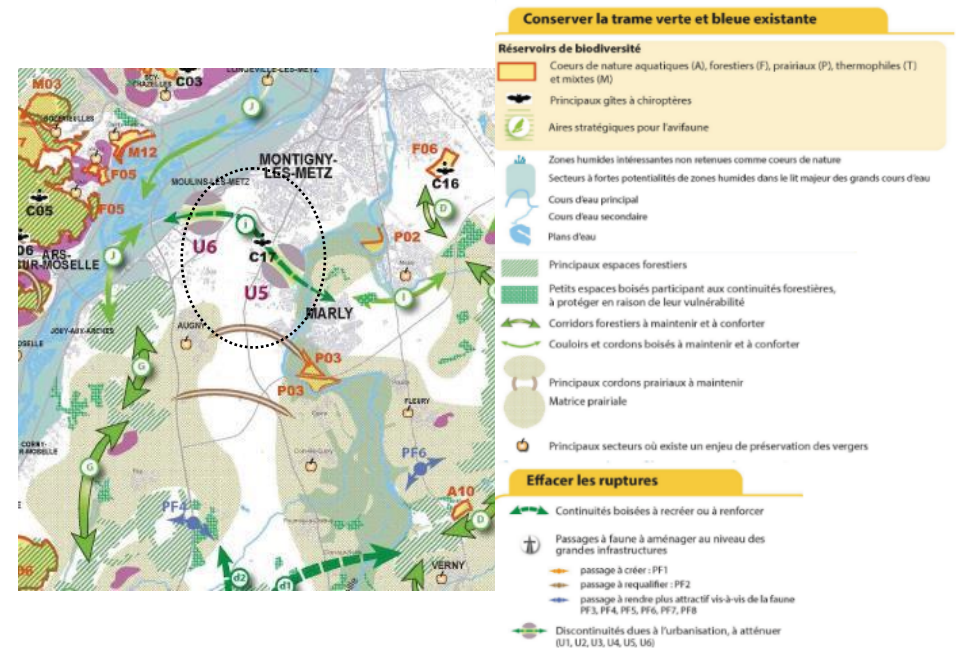 Conserver la trame verte et bleue existante
Réservoirs de biodiversité
Coeurs de nature aquatiques (A), forestiers (F), prairiaux (P), thermophiles (T)
et mixtes (M)
Principaux gîtes à chiroptères
Aires stratégiques pour l'avifaune
Zones humides intéressantes non retenues comme coeurs de nature
Secteurs à fortes potentialités de zones humides dans le lit majeur des grands cours d'eau
Cours d'eau principal
Cours d'eau secondaire
Plans d'eau
Principaux espaces forestiers
Petits espaces boisés participant aux continuités forestières,
à protéger en raison de leur vulnérabilité
Corridors forestiers à maintenir et à conforter
Couloirs et cordons boisés à maintenir et à conforter
Principaux cordons prairiaux à maintenir
Matrice prairiale
Principaux secteurs où existe un enjeu de préservation des vergers
Effacer les ruptures
Continuités boisées à recréer ou à renforcer
Passages à faune à aménager au niveau des
grandes infrastructures
passage à créer : PF1
passage à requalifier : PF2
passage à rendre plus attractif vis-à-vis de la faune
PF3, PF4, PF5, PF6, PF7, PF8
Discontinuités dues à l'urbanisation, à atténuer
(U1, U2, U3, U4, U5, U6)
LONGEVILLE-LES-METZ
M03
SCY-
CHAZELLES
C03
J
M12
F05
MONTIGNY-
LES-METZ
F06
C16
MOULINS-LES-METZ
C05
F05
D
I
P02
U6
C17
ARS-
SUR-MOSELLE
J
U5
I
MARLY
JOUY-AUX-ARCHES
AUGNY
P03
G
P03
FLEURY
CORNY-
SUR-MOSELLE
G
PF6
A10
PF4
D
VERNY
d2
d1